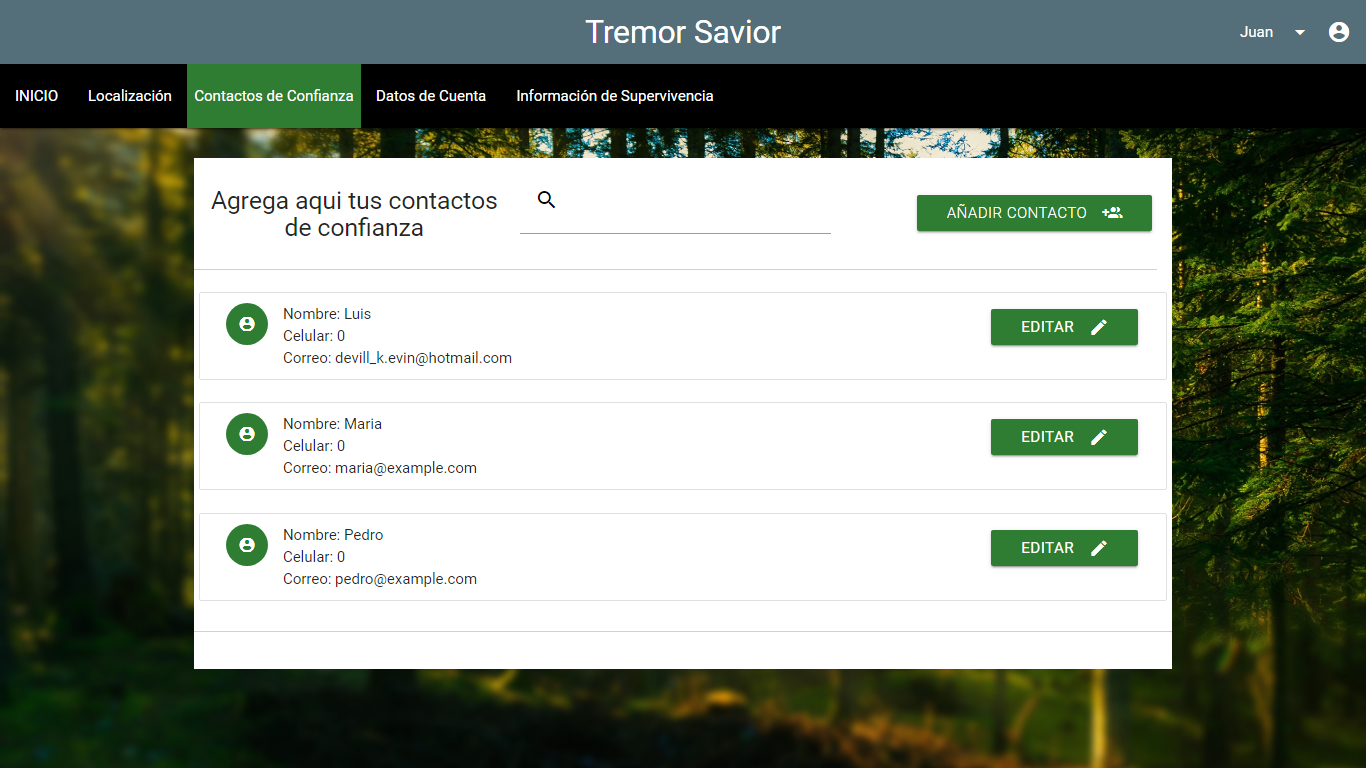 Tremor Savior
Juan
INICIO Localización Contactos de Confianza Datos de Cuenta Información de Supervivencia
Agrega aqui tus contactos
de confianza
AÑADIR CONTACTO
Nombre: Luis
Celular: 0
Correo: devill_k.evin@hotmail.com
EDITAR
Nombre: Maria
Celular: 0
Correo: maria@example.com
EDITAR
Nombre: Pedro
Celular: 0
Correo: pedro@example.com
EDITAR